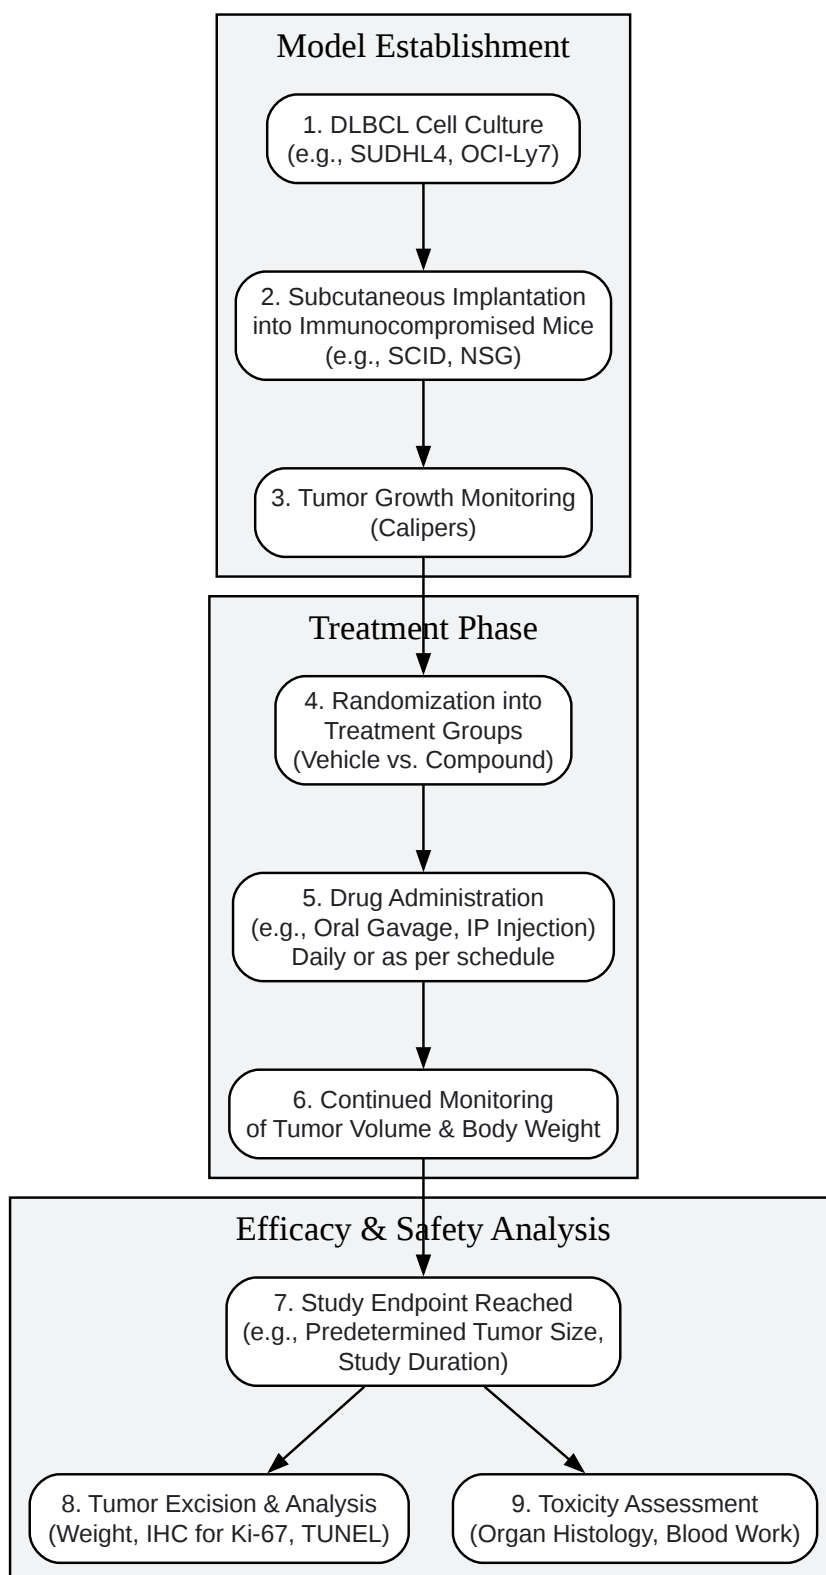 Model Establishment
1. DLBCL Cell Culture
(e.g., SUDHL4, OCI-Ly7)
2. Subcutaneous Implantation
into Immunocompromised Mice
(e.g., SCID, NSG)
3. Tumor Growth Monitoring
(Calipers)
Treatment Phase
4. Randomization into
Treatment Groups
(Vehicle vs. Compound)
5. Drug Administration
(e.g., Oral Gavage, IP Injection)
Daily or as per schedule
6. Continued Monitoring
of Tumor Volume & Body Weight
Efficacy & Safety Analysis
7. Study Endpoint Reached
(e.g., Predetermined Tumor Size,
Study Duration)
8. Tumor Excision & Analysis
(Weight, IHC for Ki-67, TUNEL)
9. Toxicity Assessment
(Organ Histology, Blood Work)